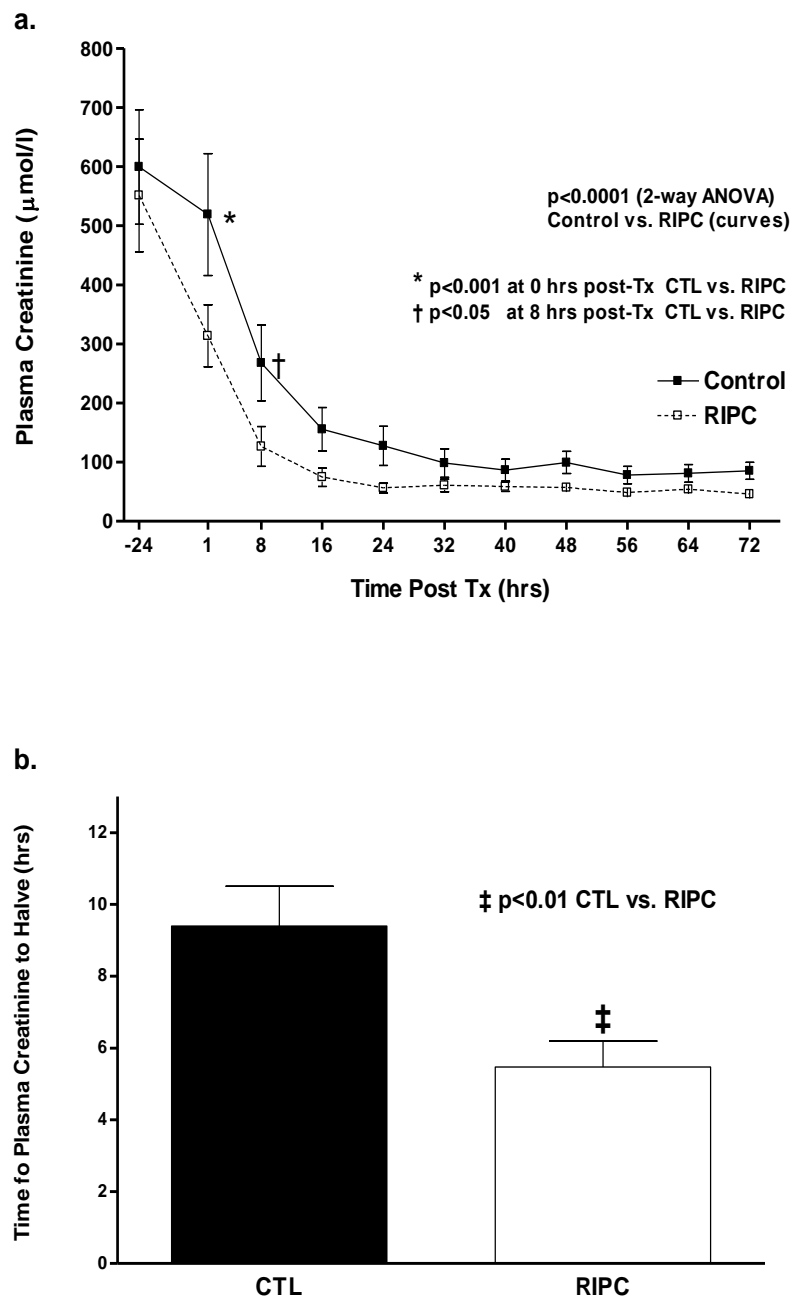 a.
800
700
600
500
400
300
200
100
0
Plasma Creatinine (μmol/l)
p<0.0001 (2-way ANOVA)
Control vs. RIPC (curves)
*
* p<0.001 at 0 hrs post-Tx CTL vs. RIPC
† p<0.05 at 8 hrs post-Tx CTL vs. RIPC
†
Control
RIPC
-24 1 8 16 24 32 40 48 56 64 72
Time Post Tx (hrs)
b.
12
10
8
6
4
2
0
Time fo Plasma Creatinine to Halve (hrs)
‡ p<0.01 CTL vs. RIPC
‡
CTL RIPC